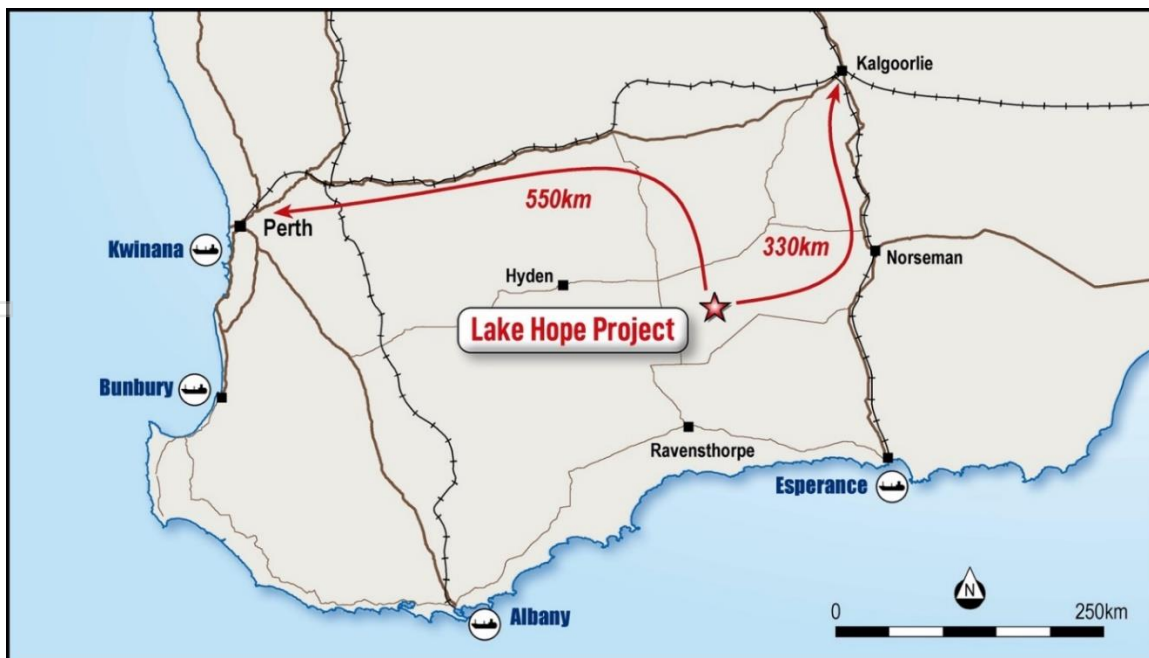 Kalgoorlie
550km
Perth
Kwinana
330km
Norseman
Hyden
Lake Hope Project
Bunbury
Ravensthorpe
Esperance
Albany
N
0 250km